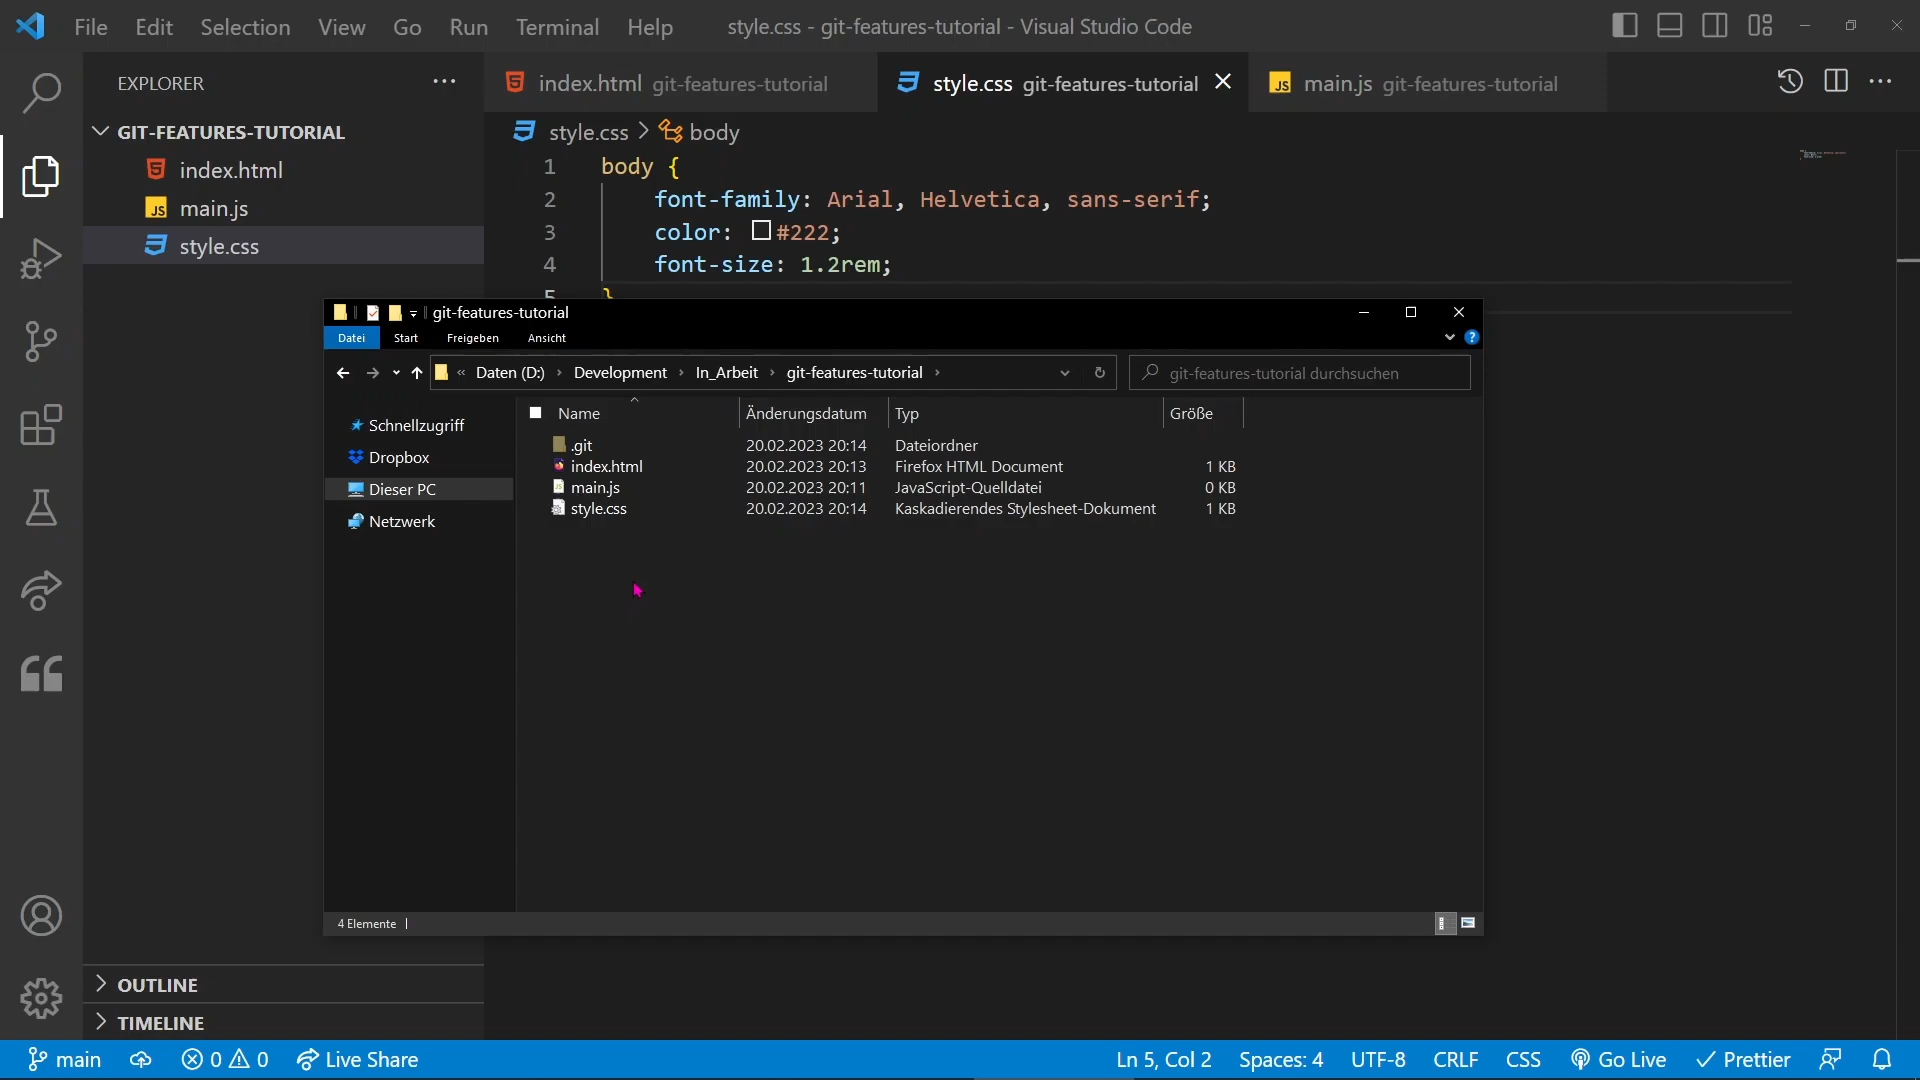 File Edit Selection View Go Run Terminal Help style.css - git-features-tutorial - Visual Studio Code
EXPLORER
index.html git-features-tutorial
style.css git-features-tutorial
JS main.js git-features-tutorial
GIT-FEATURES-TUTORIAL
index.html
JS main.js
style.css
style.css > body
1 body {
2 font-family: Arial, Helvetica, sans-serif;
3 color: #222;
4 font-size: 1.2rem;
5 }
git-features-tutorial
Datei Start Freigeben Ansicht
« Daten (D:) › Development › In_Arbeit › git-features-tutorial ›
git-features-tutorial durchsuchen
Schnellzugriff
Dropbox
Dieser PC
Netzwerk
Name Änderungsdatum Typ Größe
.git 20.02.2023 20:14 Dateiordner
index.html 20.02.2023 20:13 Firefox HTML Document 1 KB
main.js 20.02.2023 20:11 JavaScript-Quelldatei 0 KB
style.css 20.02.2023 20:14 Kaskadierendes Stylesheet-Dokument 1 KB
4 Elemente
OUTLINE
TIMELINE
main 0 0 Live Share Ln 5, Col 2 Spaces: 4 UTF-8 CRLF CSS Go Live Prettier